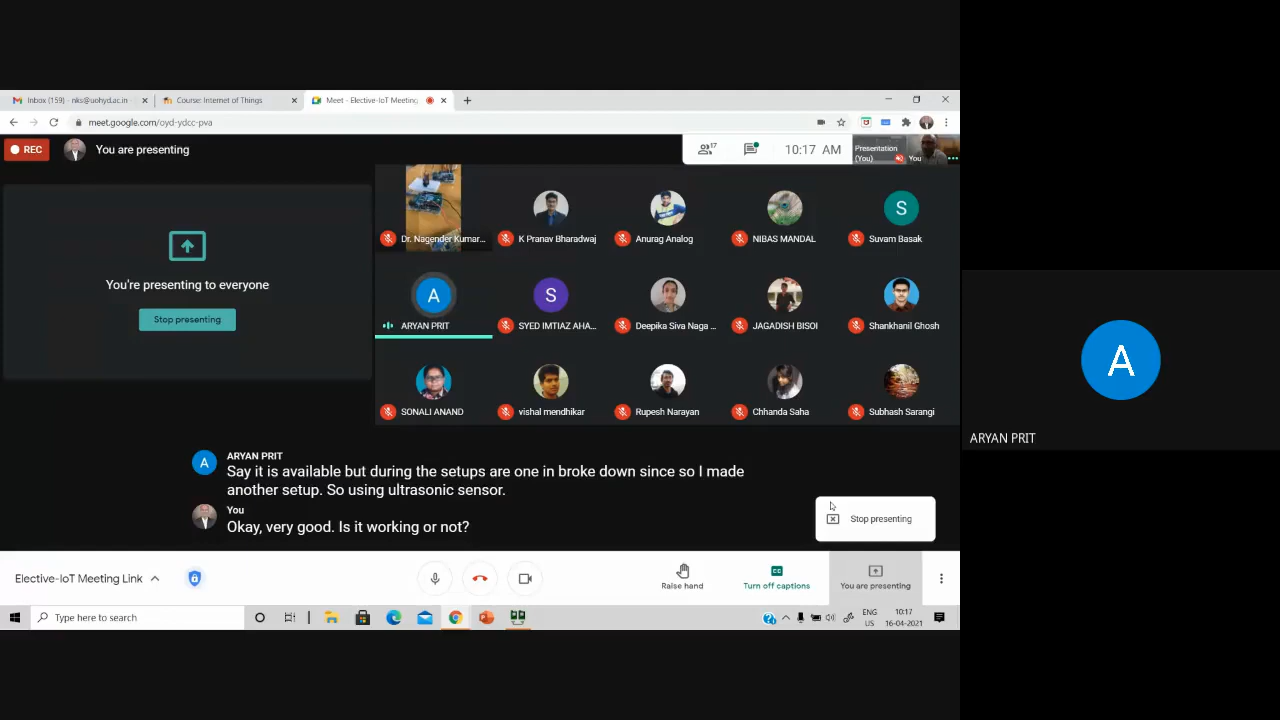 Inbox (159) - nks@uohyd.ac.in -
Course: Internet of Things
Meet - Elective-IoT Meeting
meet.google.com/oyd-ydcc-pva
REC
You are presenting
17
10:17 AM
Presentation (You)
You
You're presenting to everyone
Stop presenting
Dr. Nagender Kumar...
K Pranav Bharadwaj
Anurag Analog
NIBAS MANDAL
S
Suvam Basak
A
ARYAN PRIT
S
SYED IMTIAZ AHA...
Deepika Siva Naga ...
JAGADISH BISOI
Shankhanil Ghosh
SONALI ANAND
vishal mendhikar
Rupesh Narayan
Chhanda Saha
Subhash Sarangi
A
ARYAN PRIT
Say it is available but during the setups are one in broke down since so I made
another setup. So using ultrasonic sensor.
You
Okay, very good. Is it working or not?
Stop presenting
Elective-IoT Meeting Link
Raise hand
CC
Turn off captions
You are presenting
Type here to search
ENG
US
10:17
16-04-2021
A
ARYAN PRIT